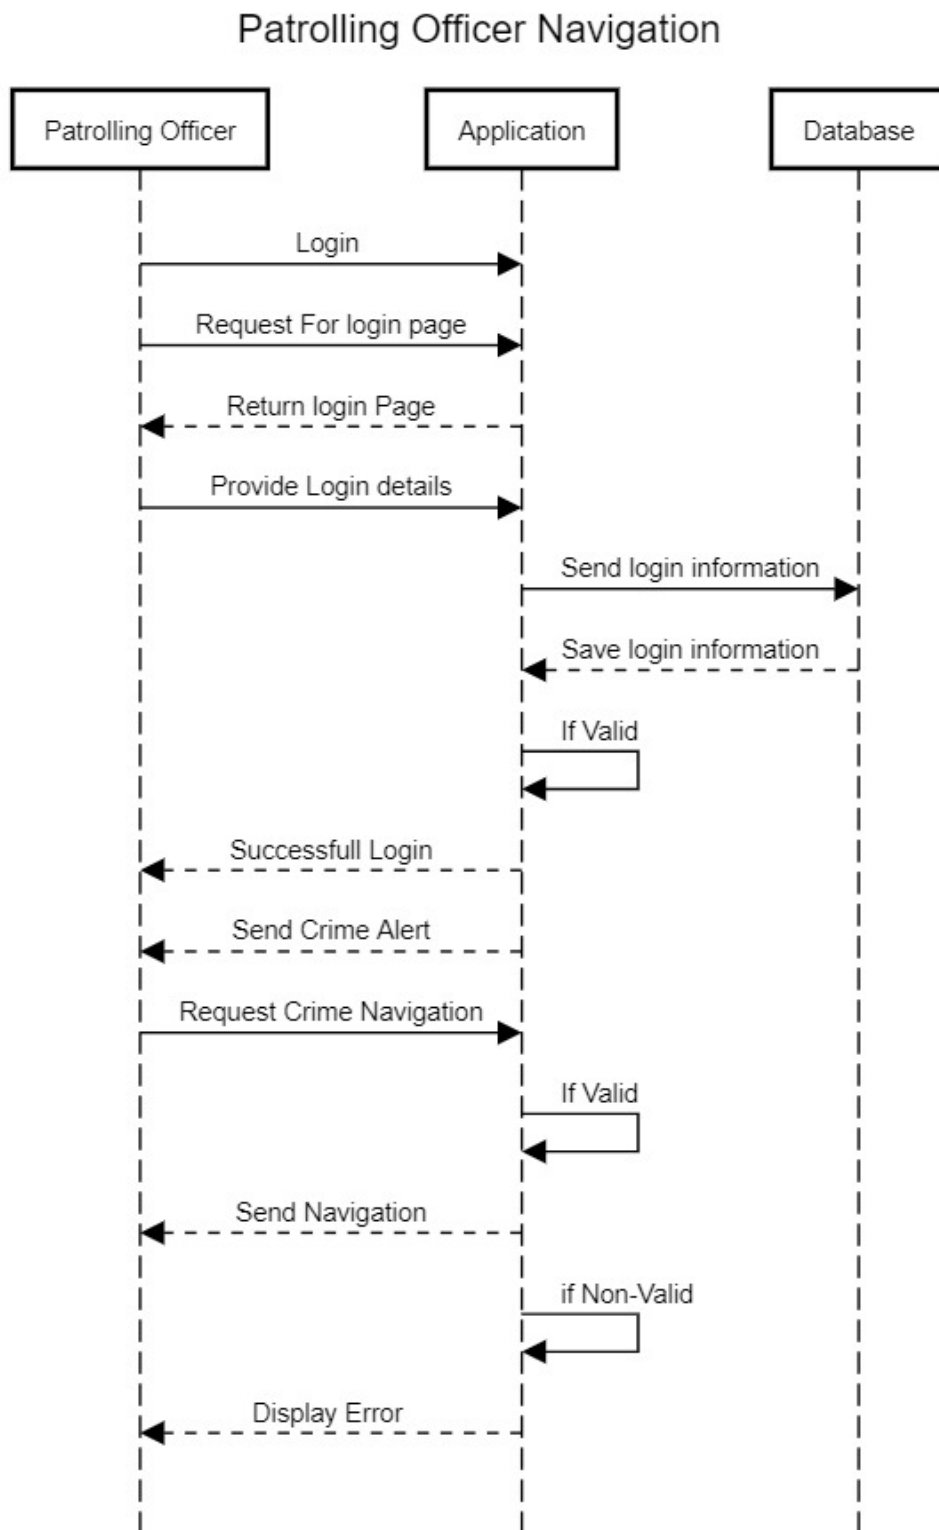 Patrolling Officer Navigation
Patrolling Officer
Application
Database
Login
Request For login page
Return login Page
Provide Login details
Send login information
Save login information
If Valid
Successfull Login
Send Crime Alert
Request Crime Navigation
If Valid
Send Navigation
if Non-Valid
Display Error